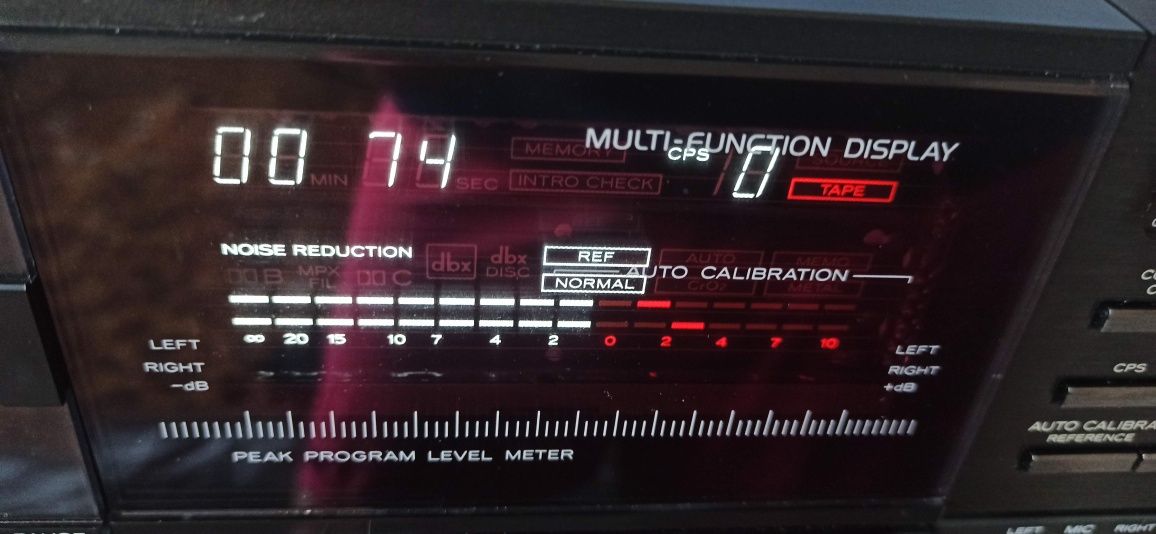 MULTI-FUNCTION DISPLAY
00 MIN 74 SEC
MEMORY
CPS 0
INTRO CHECK
TAPE
NOISE REDUCTION
dbx
dbx
DISC
REF
AUTO
MEMO
B
MPX
FIL
C
AUTO CALIBRATION
NORMAL
CrO2
METAL
∞ 20 15 10 7 4 2 0 2 4 7 10
LEFT
RIGHT
-dB
LEFT
RIGHT
+dB
PEAK PROGRAM LEVEL METER
CPS
AUTO CALIBRA
REFERENCE
LEFT MIC RIGHT